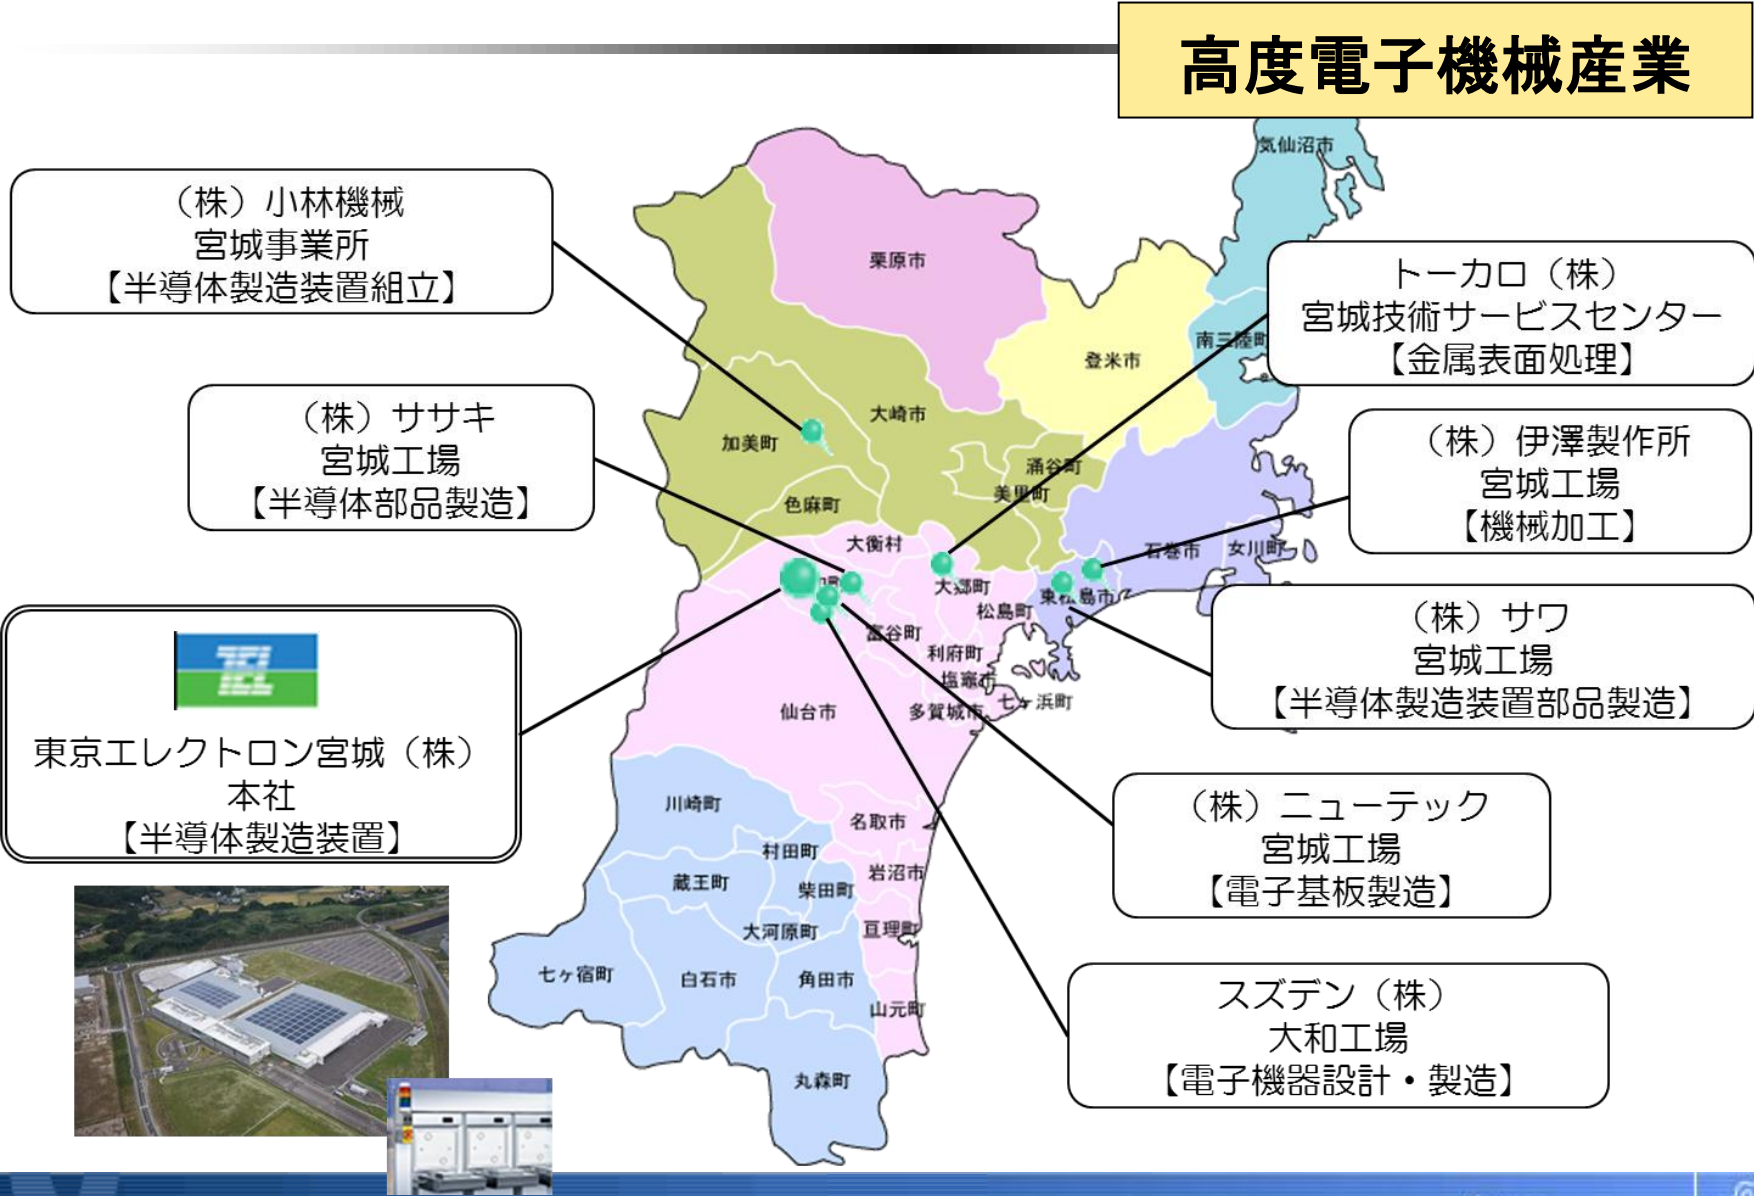 高度電子機械産業
（株）小林機械
宮城事業所
【半導体製造装置組立】
（株）ササキ
宮城工場
【半導体部品製造】
TEL
東京エレクトロン宮城（株）
本社
【半導体製造装置】
トーカロ（株）
宮城技術サービスセンター
【金属表面処理】
（株）伊澤製作所
宮城工場
【機械加工】
（株）サワ
宮城工場
【半導体製造装置部品製造】
（株）ニューテック
宮城工場
【電子基板製造】
スズデン（株）
大和工場
【電子機器設計・製造】
気仙沼市
栗原市
南三陸町
登米市
大崎市
加美町
涌谷町
美里町
色麻町
大衡村
石巻市
女川町
大郷町
東松島市
松島町
富谷町
利府町
塩竈市
七ヶ浜町
多賀城市
仙台市
川崎町
名取市
村田町
岩沼市
蔵王町
柴田町
大河原町
亘理町
七ヶ宿町
白石市
角田市
山元町
丸森町